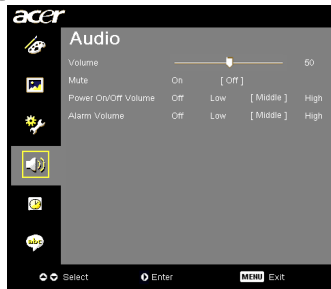 acer
Audio
Volume 50
Mute On [ Off ]
Power On/Off Volume Off Low [ Middle ] High
Alarm Volume Off Low [ Middle ] High
abc
Select Enter MENU Exit